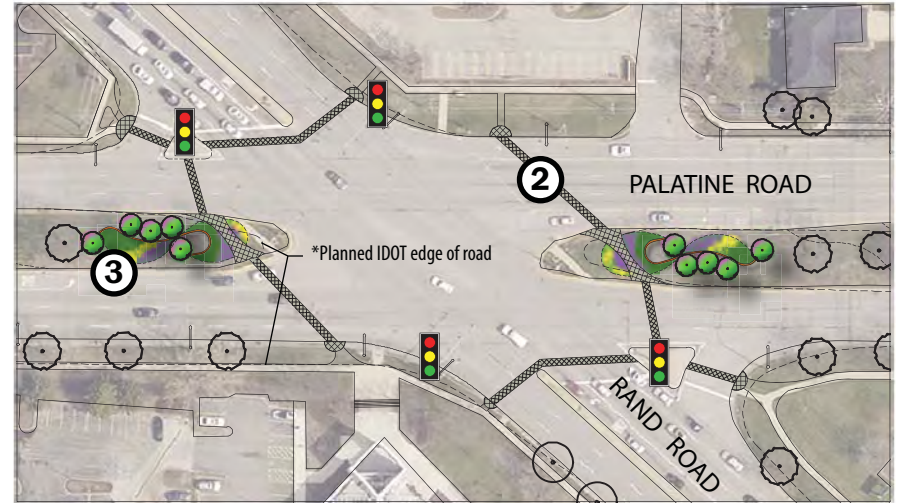 2
PALATINE ROAD
*Planned IDOT edge of road
3
RAND ROAD